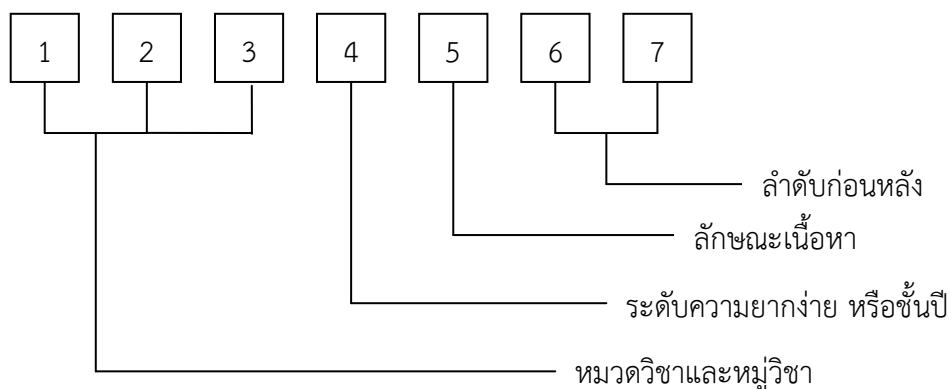 1 2 3 4 5 6 7
ลำดับก่อนหลัง
ลักษณะเนื้อหา
ระดับความยากง่าย หรือชั้นปี
หมวดวิชาและหมู่วิชา